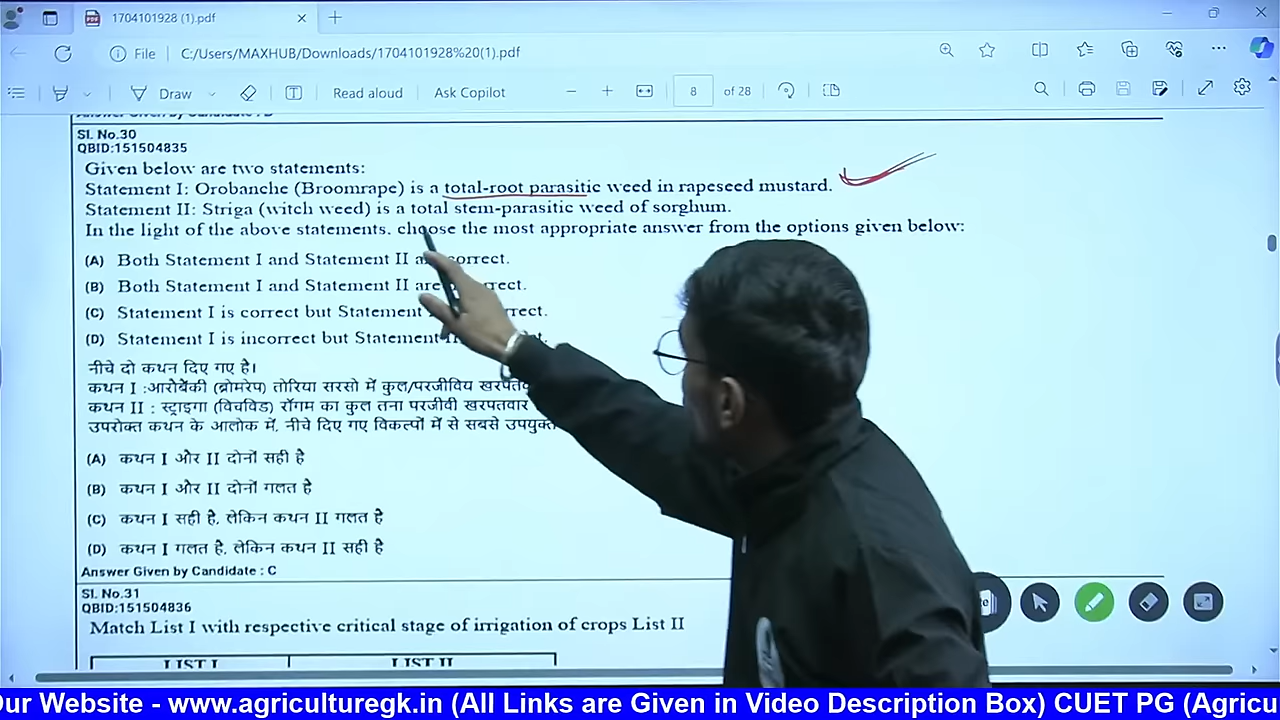 1704101928 (1).pdf
File C:/Users/MAXHUB/Downloads/1704101928%20(1).pdf
Draw Read aloud Ask Copilot 8 of 28
Answer Given by Candidate : B
Sl. No.30
QBID:151504835
Given below are two statements:
Statement I: Orobanche (Broomrape) is a total-root parasitic weed in rapeseed mustard.
Statement II: Striga (witch weed) is a total stem-parasitic weed of sorghum.
In the light of the above statements, choose the most appropriate answer from the options given below:
(A) Both Statement I and Statement II are correct.
(B) Both Statement I and Statement II are
(C) Statement I is correct but Statement
(D) Statement I is incorrect but Statement
नीचे दो कथन दिए गए है।
कथन I :आरोबैंकी (ब्रोमरेप) तोरिया सरसो में कुल/परजीविय
कथन II : स्ट्राइगा (विचविड) रॉगम का कुल तना परजीवी खरपतवार
उपरोक्त कथन के आलोक में, नीचे दिए गए विकल्पों में से सबसे
(A) कथन I और II दोनों सही है
(B) कथन I और II दोनों गलत है
(C) कथन I सही है, लेकिन कथन II गलत है
(D) कथन I गलत है, लेकिन कथन II सही है
Answer Given by Candidate : C
Sl. No.31
QBID:151504836
Match List I with respective critical stage of irrigation of crops List II
LIST I LIST II
Our Website - www.agriculturegk.in (All Links are Given in Video Description Box) CUET PG (Agricu